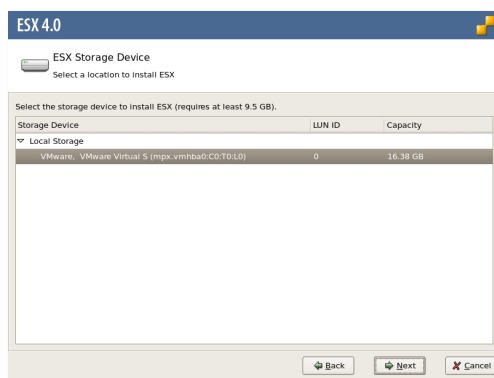 ESX 4.0
ESX Storage Device
Select a location to install ESX
Select the storage device to install ESX (requires at least 9.5 GB).
Storage Device LUN ID Capacity
Local Storage
VMware, VMware Virtual S (mpx.vmhba0:C0:T0:L0) 0 16.38 GB
Back Next Cancel